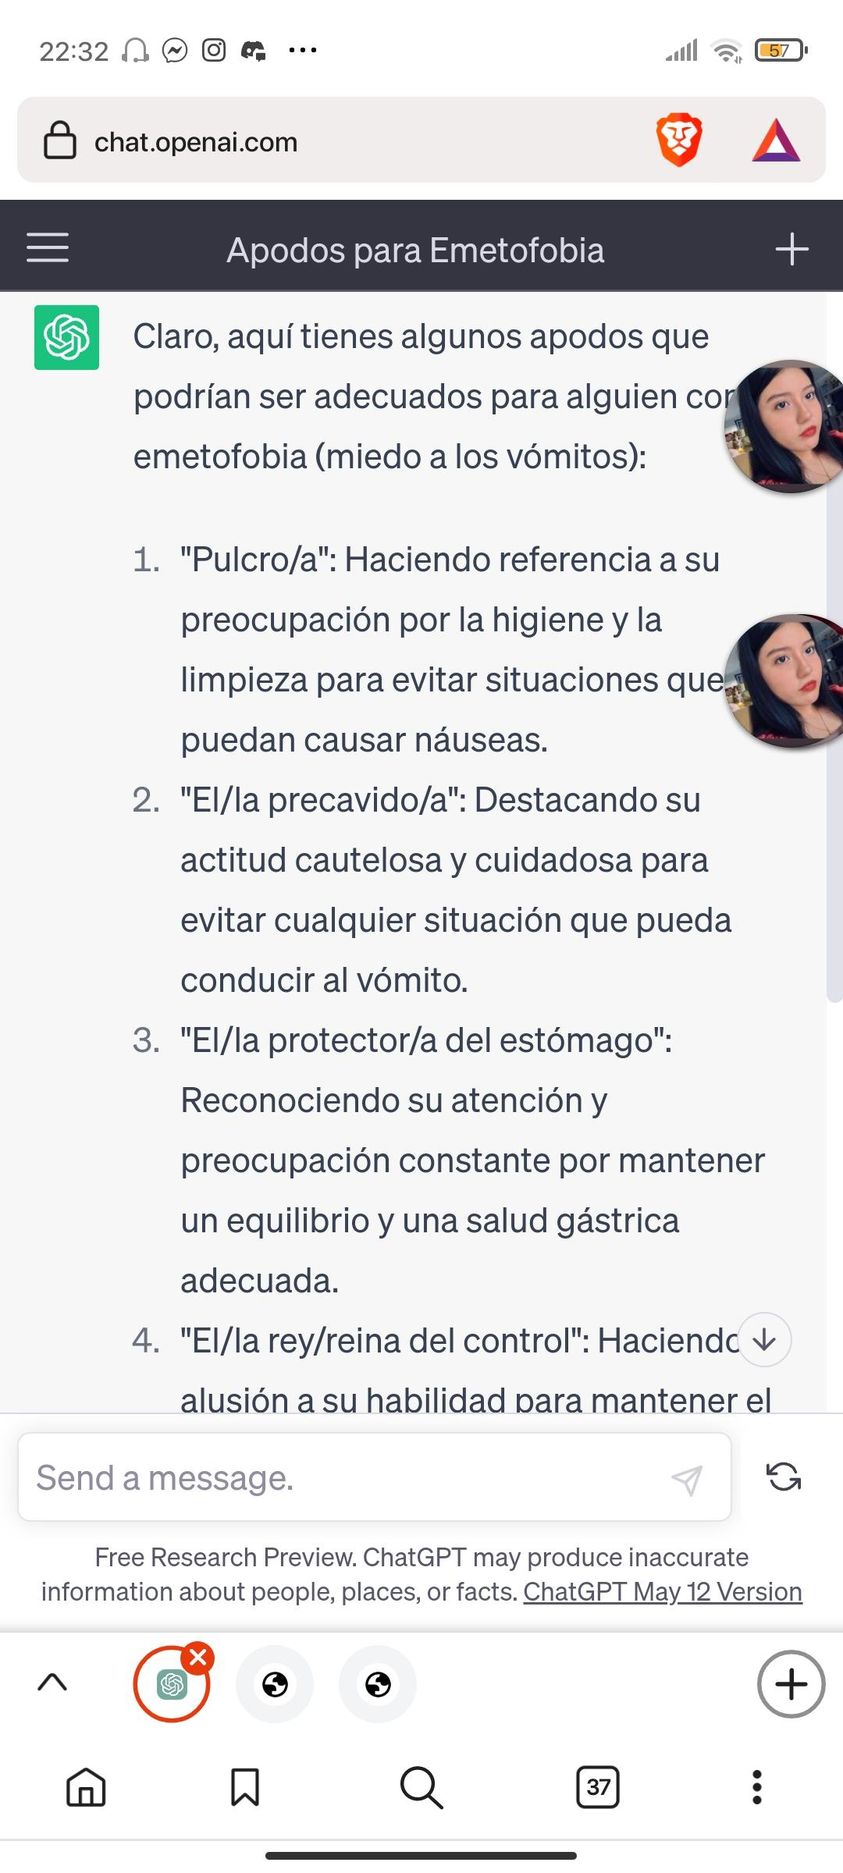 22:32
57
chat.openai.com
Apodos para Emetofobia
Claro, aquí tienes algunos apodos que
podrían ser adecuados para alguien
emetofobia (miedo a los vómitos):
1. "Pulcro/a": Haciendo referencia a su
preocupación por la higiene y la
limpieza para evitar situaciones que
puedan causar náuseas.
2. "El/la precavido/a": Destacando su
actitud cautelosa y cuidadosa para
evitar cualquier situación que pueda
conducir al vómito.
3. "El/la protector/a del estómago":
Reconociendo su atención y
preocupación constante por mantener
un equilibrio y una salud gástrica
adecuada.
4. "El/la rey/reina del control": Haciendo
alusión a su habilidad para mantener el
Send a message.
Free Research Preview. ChatGPT may produce inaccurate
information about people, places, or facts. ChatGPT May 12 Version
37